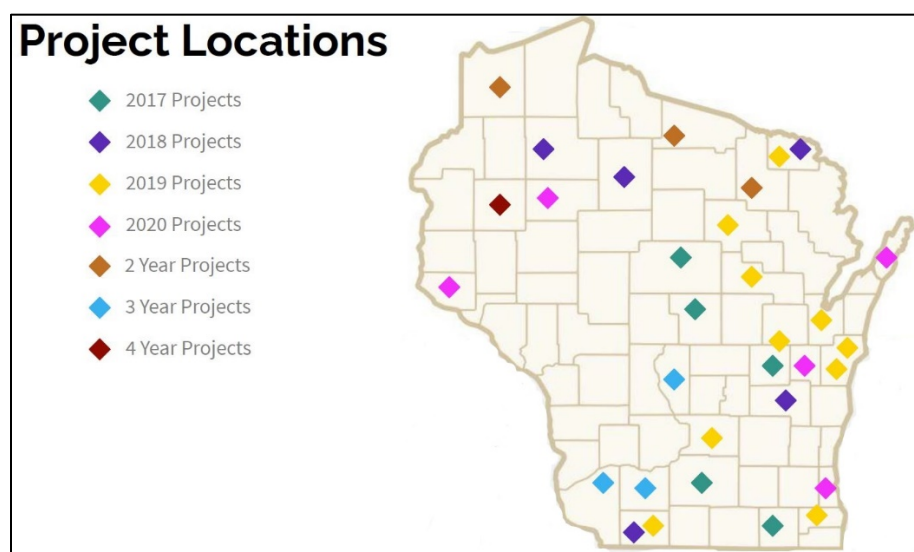 Project Locations
2017 Projects
2018 Projects
2019 Projects
2020 Projects
2 Year Projects
3 Year Projects
4 Year Projects